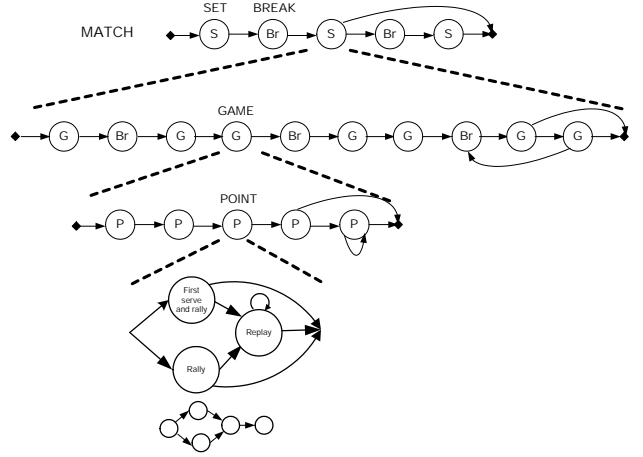 SET BREAK
MATCH S Br S Br S
GAME
G Br G G Br G G Br G G
POINT
P P P P P
First
serve
and rally
Replay
Rally